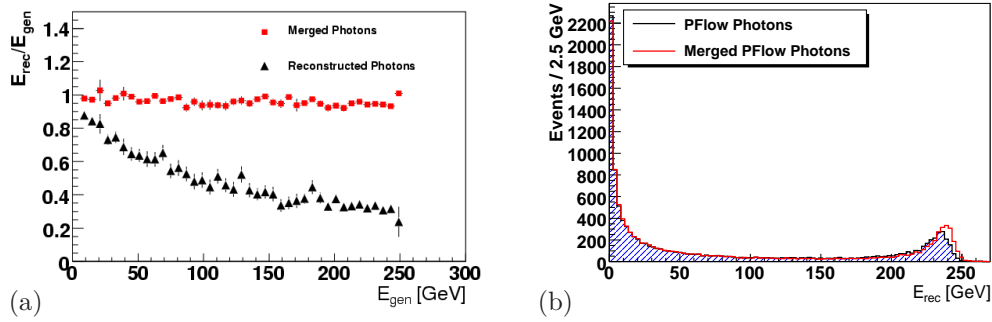 E_rec/E_gen
1.4
1.2
1
0.8
0.6
0.4
0.2
0
Merged Photons
Reconstructed Photons
0 50 100 150 200 250 300
E_gen [GeV]
(a)
Events / 2.5 GeV
2200
2000
1800
1600
1400
1200
1000
800
600
400
200
0
PFlow Photons
Merged PFlow Photons
0 50 100 150 200 250
E_rec [GeV]
(b)